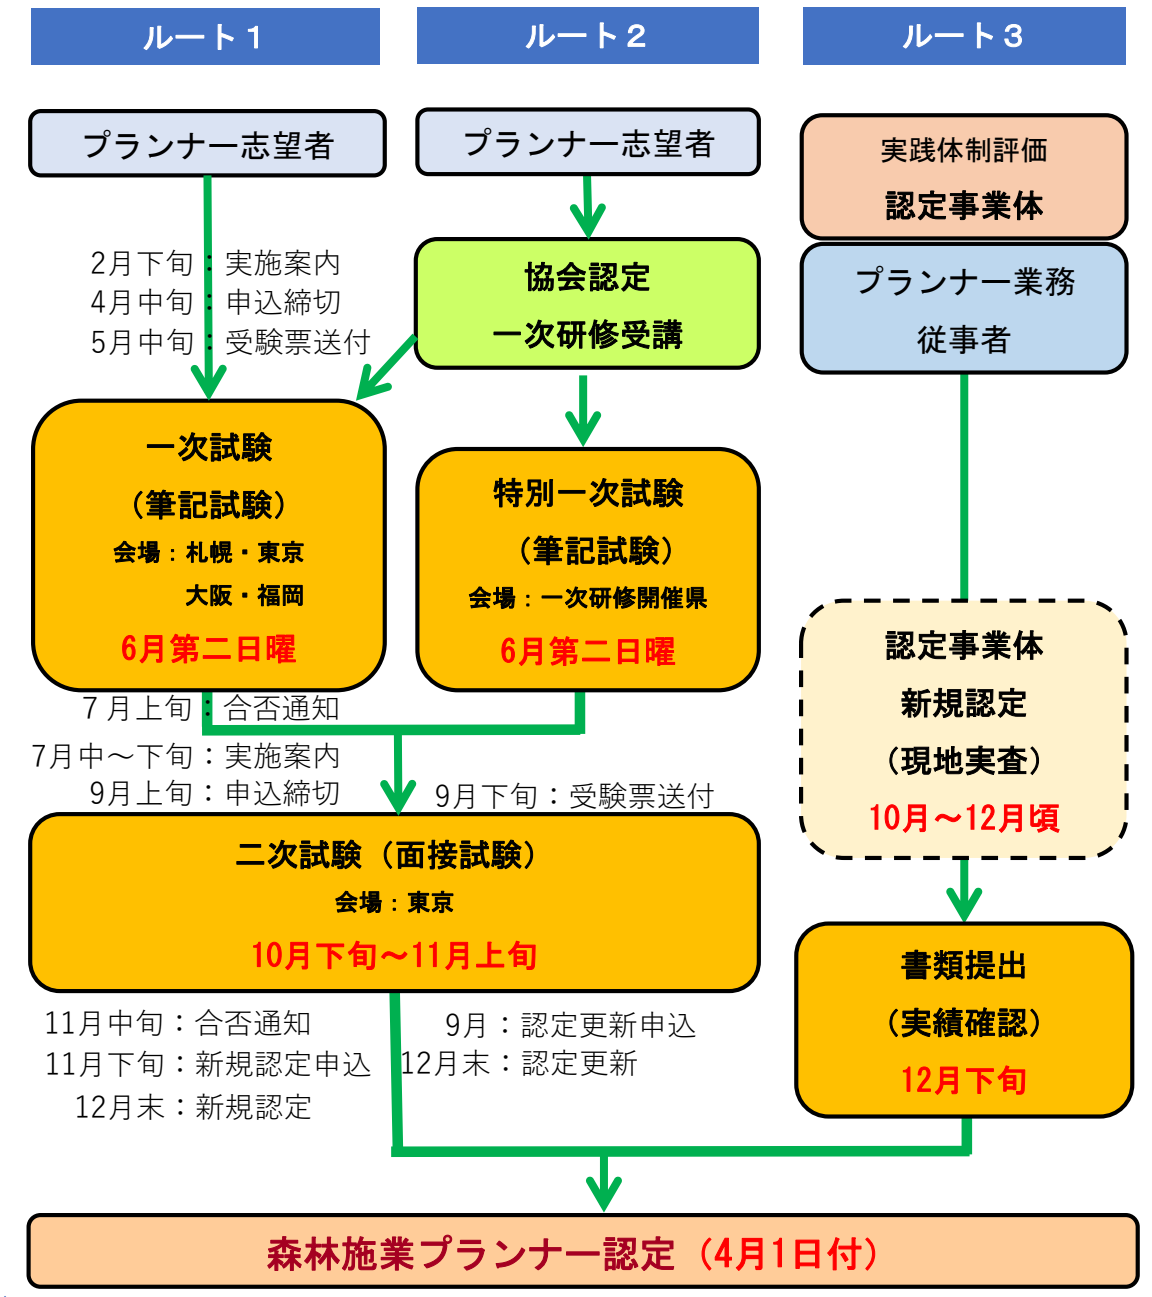 ルート１
ルート２
ルート３
プランナー志望者
2月下旬：実施案内
4月中旬：申込締切
5月中旬：受験票送付
一次試験
（筆記試験）
会場：札幌・東京
大阪・福岡
6月第二日曜
プランナー志望者
協会認定
一次研修受講
特別一次試験
（筆記試験）
会場：一次研修開催県
6月第二日曜
７月上旬：合否通知
7月中～下旬：実施案内
9月上旬：申込締切
9月下旬：受験票送付
二次試験（面接試験）
会場：東京
10月下旬～11月上旬
11月中旬：合否通知
11月下旬：新規認定申込
12月末：新規認定
9月：認定更新申込
12月末：認定更新
実践体制評価
認定事業体
プランナー業務
従事者
認定事業体
新規認定
（現地実査）
10月～12月頃
書類提出
（実績確認）
12月下旬
森林施業プランナー認定（4月1日付）